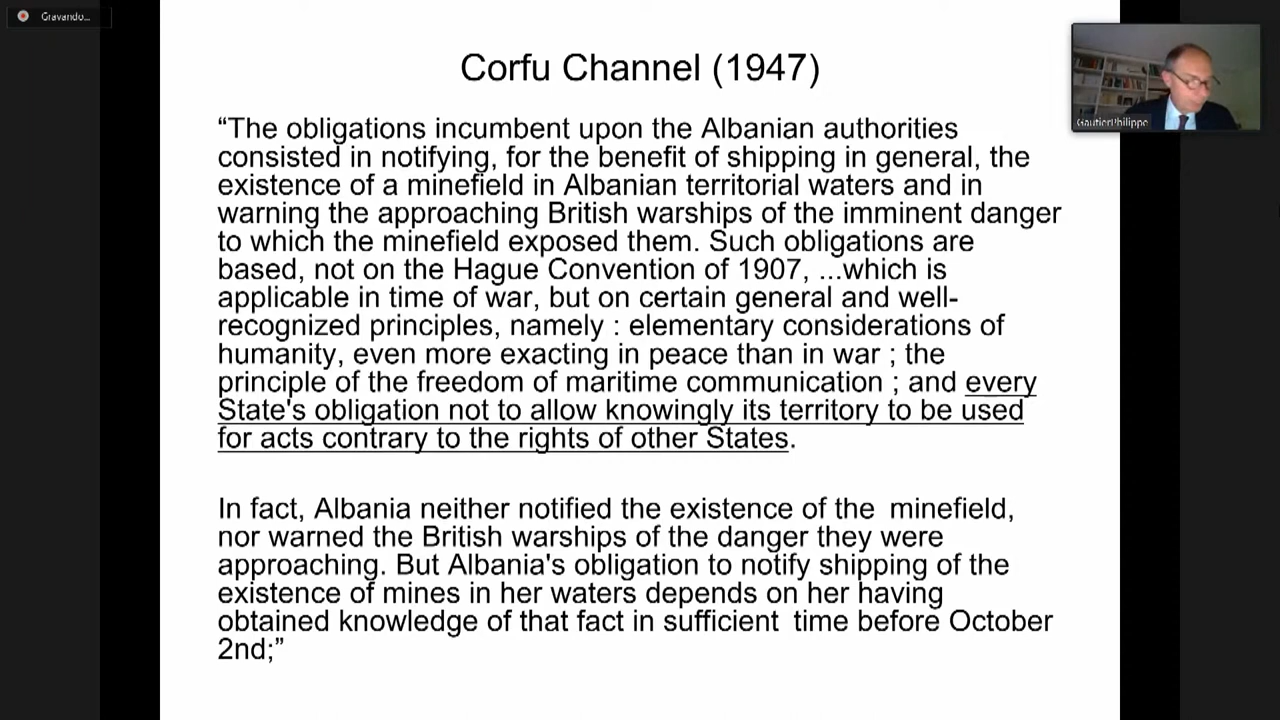 Gravando...
Corfu Channel (1947)
GautierPhilippe
“The obligations incumbent upon the Albanian authorities
consisted in notifying, for the benefit of shipping in general, the
existence of a minefield in Albanian territorial waters and in
warning the approaching British warships of the imminent danger
to which the minefield exposed them. Such obligations are
based, not on the Hague Convention of 1907, ...which is
applicable in time of war, but on certain general and well-
recognized principles, namely : elementary considerations of
humanity, even more exacting in peace than in war ; the
principle of the freedom of maritime communication ; and every
State's obligation not to allow knowingly its territory to be used
for acts contrary to the rights of other States.
In fact, Albania neither notified the existence of the  minefield,
nor warned the British warships of the danger they were
approaching. But Albania's obligation to notify shipping of the
existence of mines in her waters depends on her having
obtained knowledge of that fact in sufficient  time before October
2nd;”